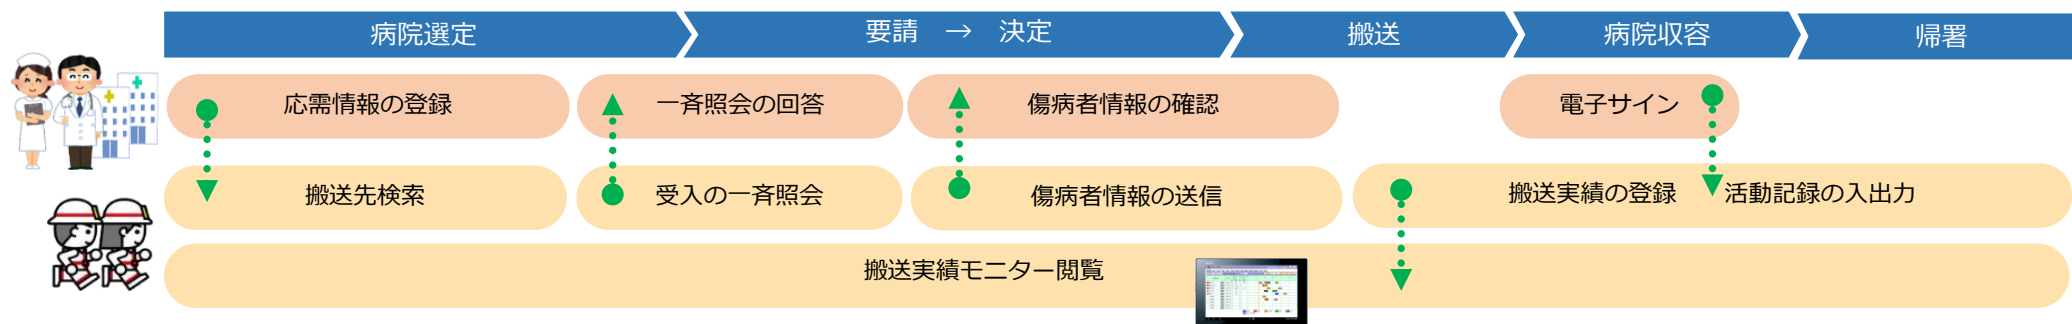 病院選定
要請 → 決定
搬送
病院収容
帰署
応需情報の登録
一斉照会の回答
傷病者情報の確認
電子サイン
搬送先検索
受入の一斉照会
傷病者情報の送信
搬送実績の登録
活動記録の入出力
搬送実績モニター閲覧